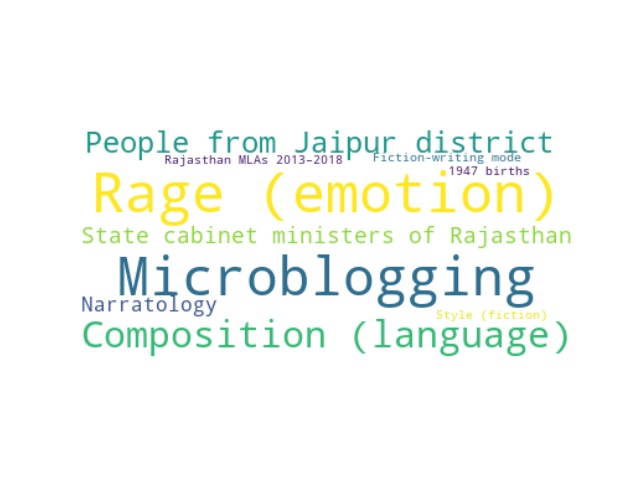 People from Jaipur district
Rajasthan MLAs 2013–2018
Fiction-writing mode
1947 births
Rage (emotion)
State cabinet ministers of Rajasthan
Microblogging
Narratology
Style (fiction)
Composition (language)